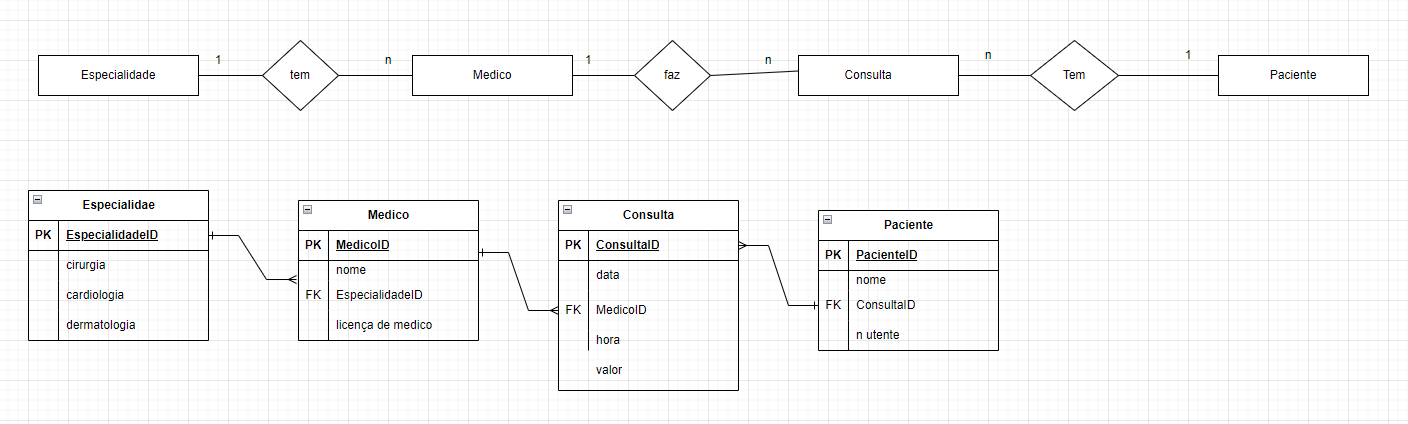 1
n
1
n
n
1
Especialidade
tem
Medico
faz
Consulta
Tem
Paciente
Especialidae
PK EspecialidadeID
cirurgia
cardiologia
dermatologia
Medico
PK MedicoID
nome
FK EspecialidadeID
licença de medico
Consulta
PK ConsultaID
data
FK MedicoID
hora
valor
Paciente
PK PacienteID
nome
FK ConsultaID
n utente